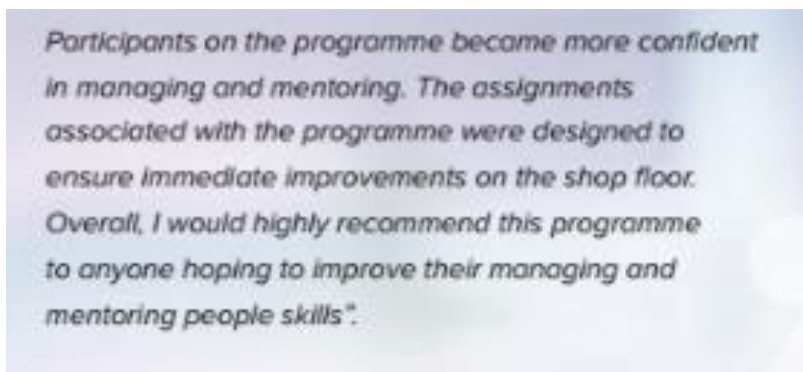 Participants on the programme became more confident
in managing and mentoring. The assignments
associated with the programme were designed to
ensure immediate improvements on the shop floor.
Overall, I would highly recommend this programme
to anyone hoping to improve their managing and
mentoring people skills”.